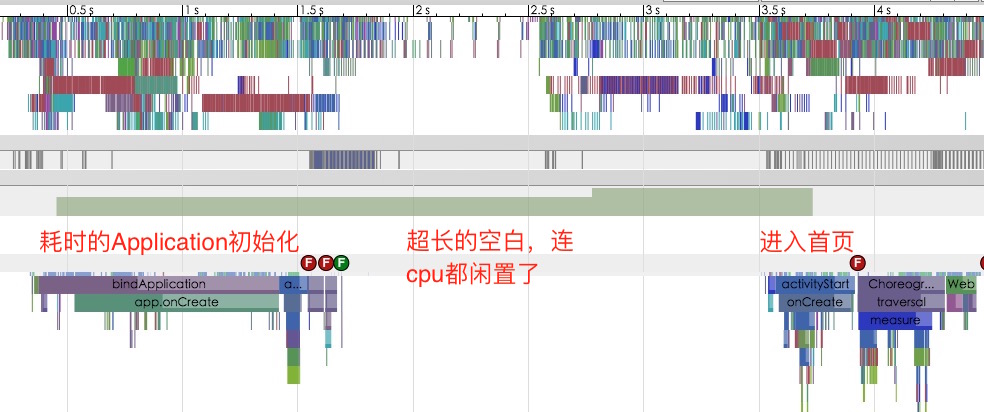 0.5 s 1 s 1.5 s 2 s 2.5 s 3 s 3.5 s 4 s
耗时的Application初始化 超长的空白，连 进入首页
cpu都闲置了
F F F F
bindApplication a... activityStart Choreogr... Web
app.onCreate onCreate traversal
measure